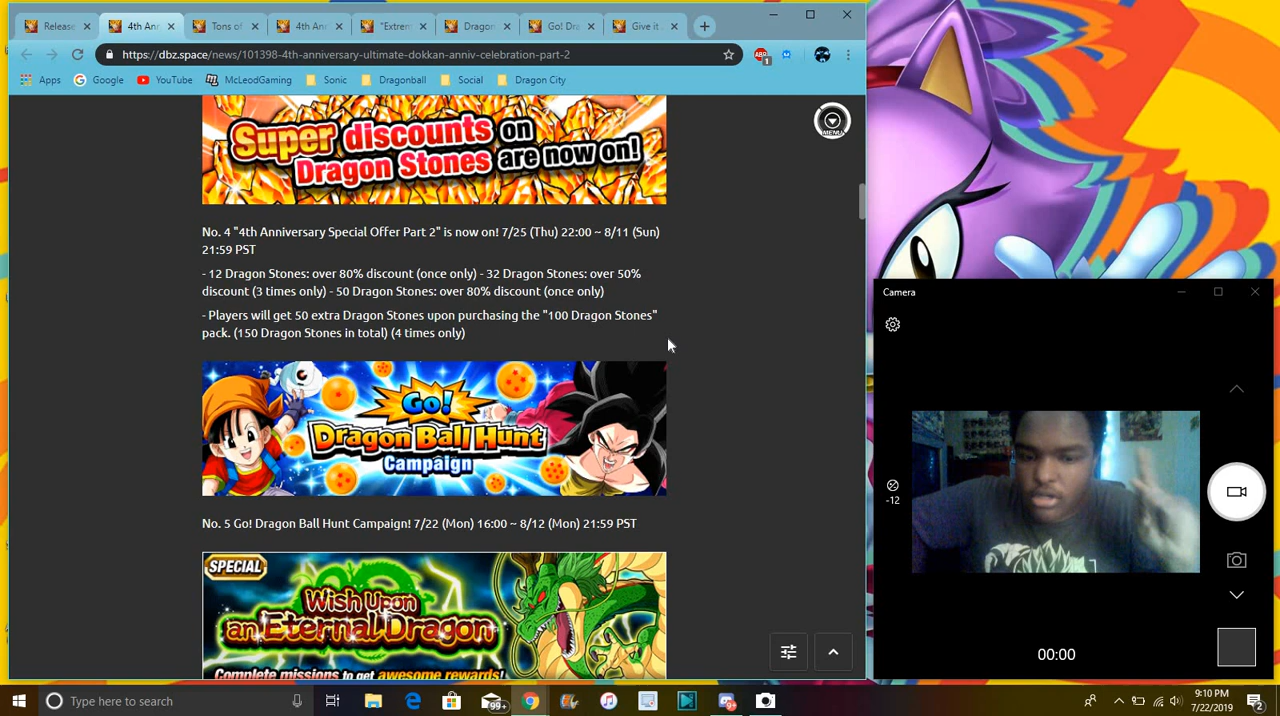 Release
4th Ann
Tons of
4th Ann
"Extrem
Dragon
Go! Dra
Give it
https://dbz.space/news/101398-4th-anniversary-ultimate-dokkan-anniv-celebration-part-2
Apps
Google
YouTube
McLeodGaming
Sonic
Dragonball
Social
Dragon City
Super discounts on
Dragon Stones are now on!
MENU
No. 4 "4th Anniversary Special Offer Part 2" is now on! 7/25 (Thu) 22:00 ~ 8/11 (Sun)
21:59 PST
- 12 Dragon Stones: over 80% discount (once only) - 32 Dragon Stones: over 50%
discount (3 times only) - 50 Dragon Stones: over 80% discount (once only)
- Players will get 50 extra Dragon Stones upon purchasing the "100 Dragon Stones"
pack. (150 Dragon Stones in total) (4 times only)
Go!
Dragon Ball Hunt
Campaign
No. 5 Go! Dragon Ball Hunt Campaign! 7/22 (Mon) 16:00 ~ 8/12 (Mon) 21:59 PST
SPECIAL
Wish Upon
an Eternal Dragon
Complete missions to get awesome rewards!
Camera
-12
00:00
Type here to search
99+
9+
9:10 PM
7/22/2019
2